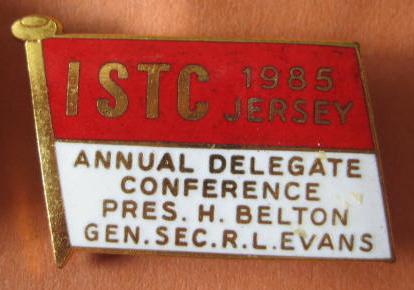 ISTC 1985
JERSEY
ANNUAL DELEGATE
CONFERENCE
PRES. H. BELTON
GEN.SEC.R.L.EVANS